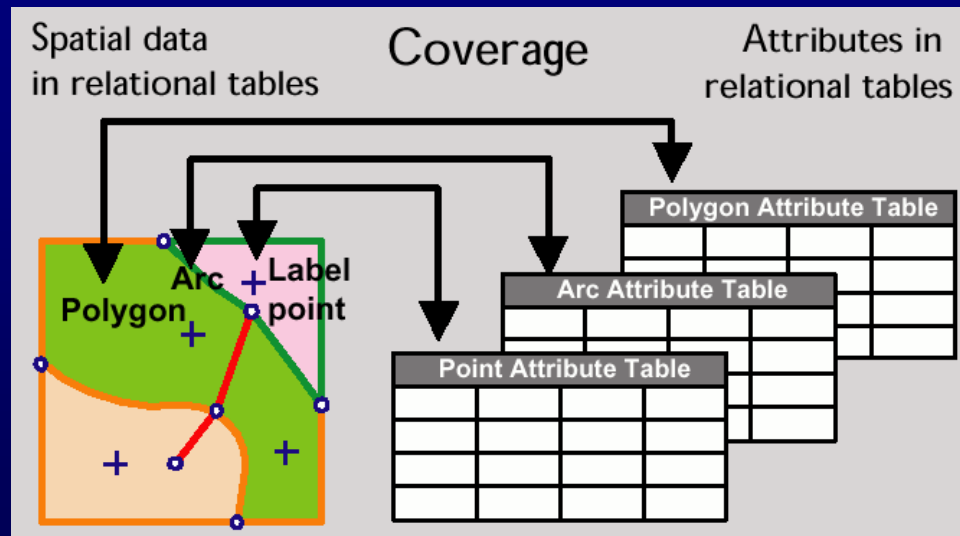 Spatial data
in relational tables
Coverage
Attributes in
relational tables
Polygon Attribute Table
Arc
Label
Polygon
point
Arc Attribute Table
Point Attribute Table